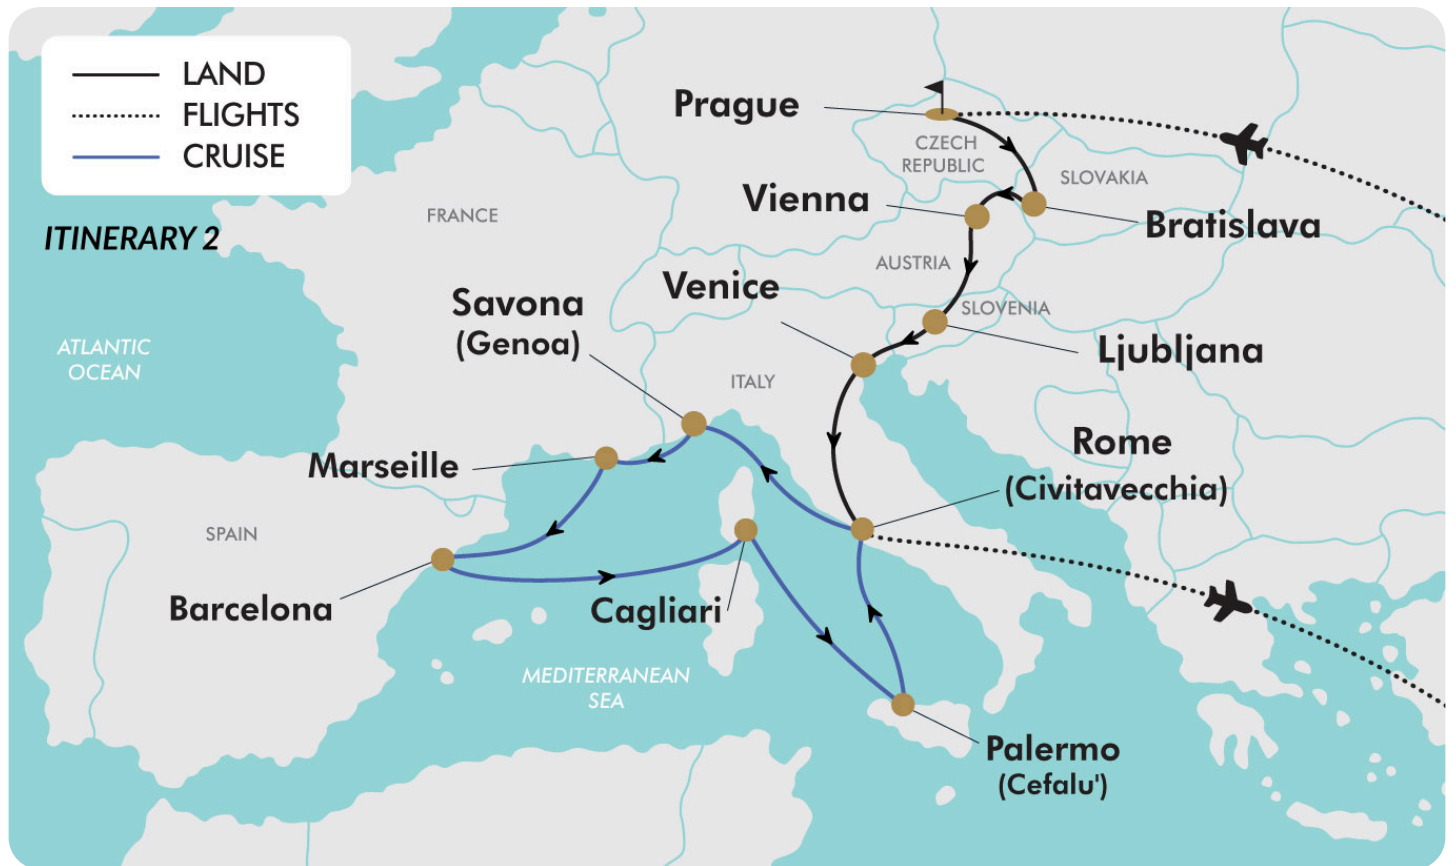 LAND
FLIGHTS
CRUISE
ITINERARY 2
Prague
CZECH
REPUBLIC
SLOVAKIA
Vienna
Bratislava
FRANCE
AUSTRIA
Venice
SLOVENIA
Savona
(Genoa)
Ljubljana
ATLANTIC
OCEAN
ITALY
Rome
(Civitavecchia)
Marseille
SPAIN
Barcelona
Cagliari
MEDITERRANEAN
SEA
Palermo
(Cefalu')